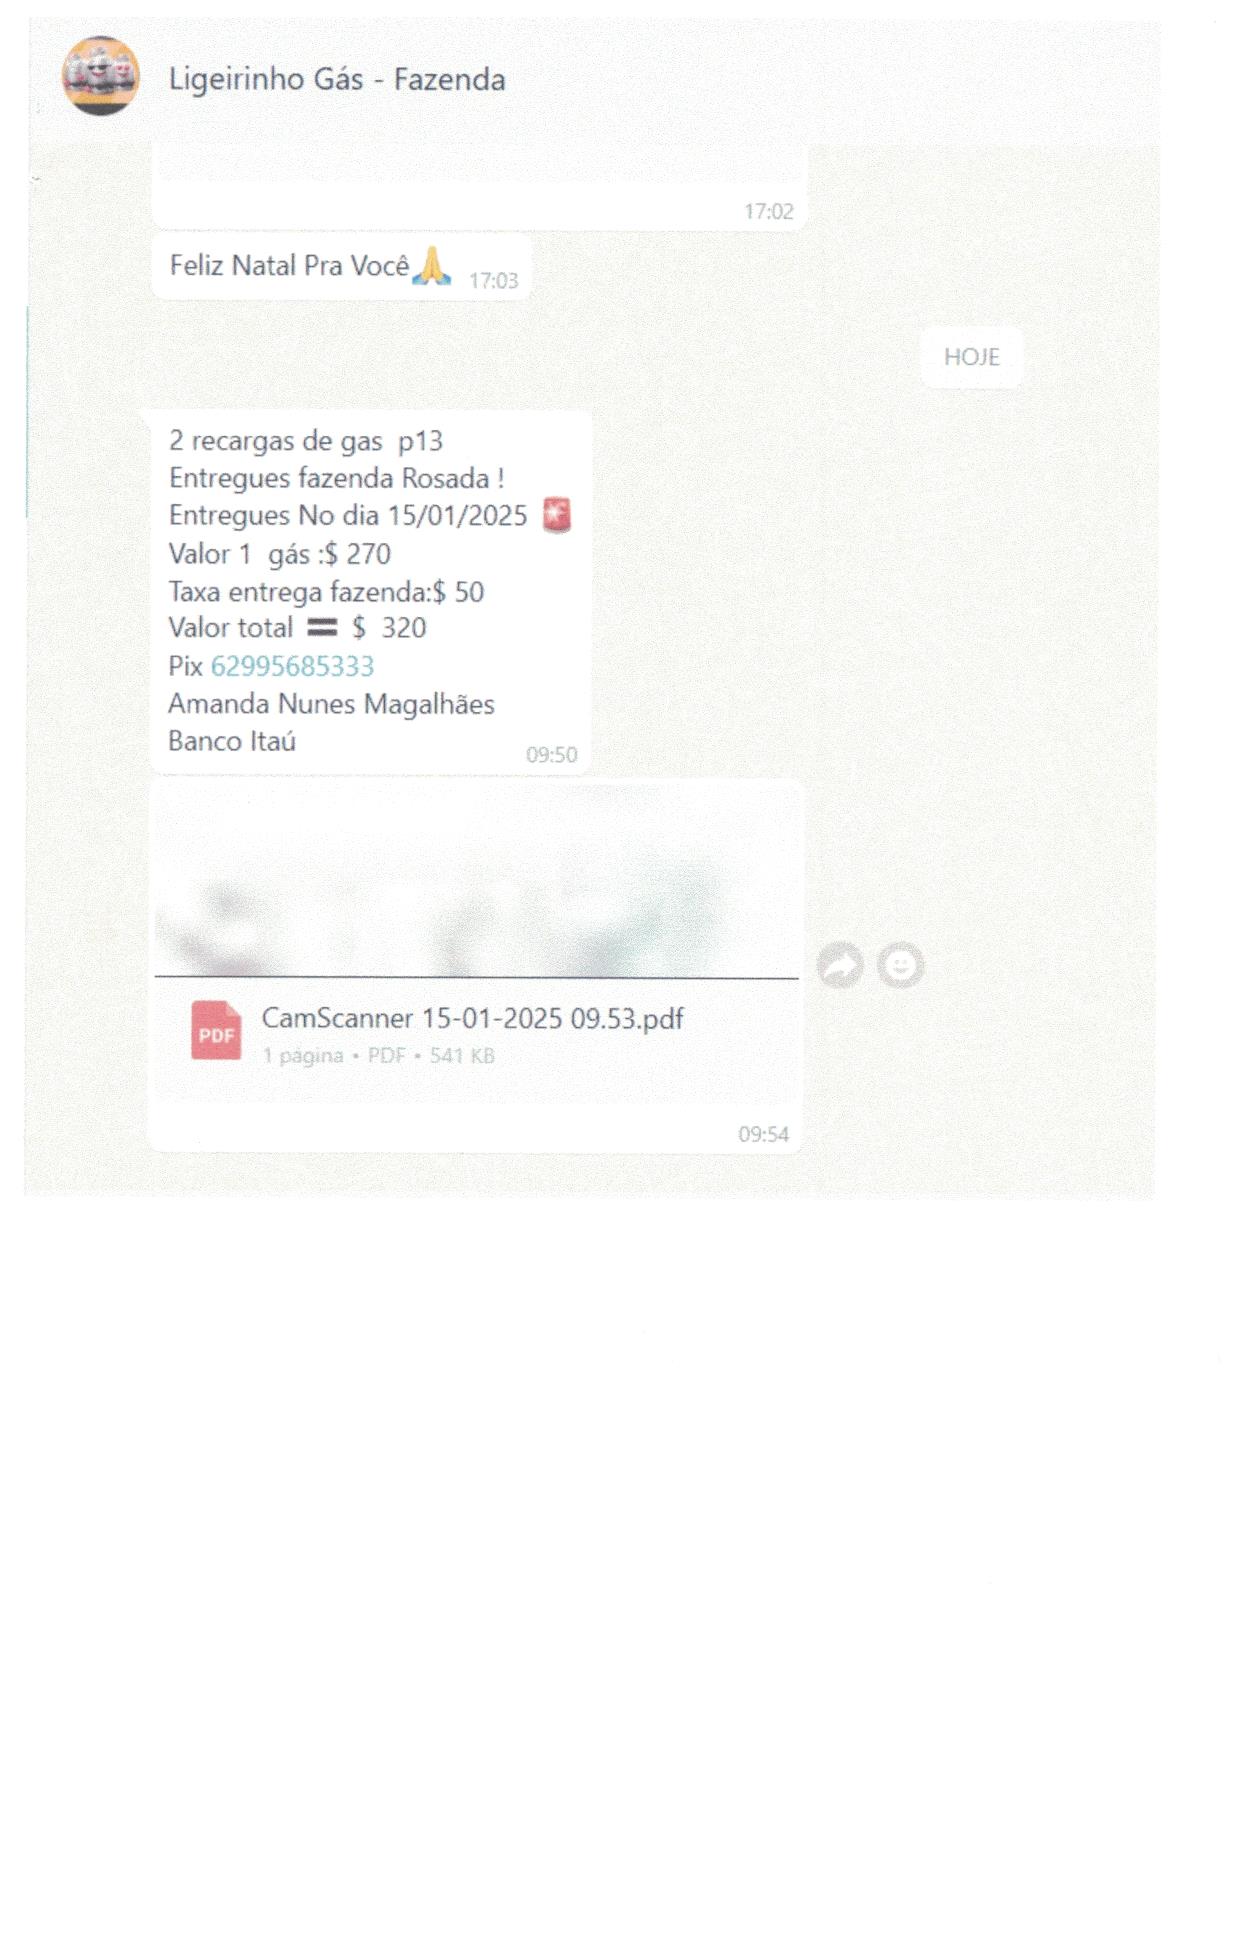 Ligeirinho Gás - Fazenda
17:02
Feliz Natal Pra Você🙏 17:03
HOJE
2 recargas de gas p13
Entregues fazenda Rosada !
Entregues No dia 15/01/2025 🚨
Valor 1 gás :$ 270
Taxa entrega fazenda:$ 50
Valor total 🟰 $ 320
Pix 62995685333
Amanda Nunes Magalhães
Banco Itaú
09:50
PDF
CamScanner 15-01-2025 09.53.pdf
1 página • PDF • 541 KB
09:54